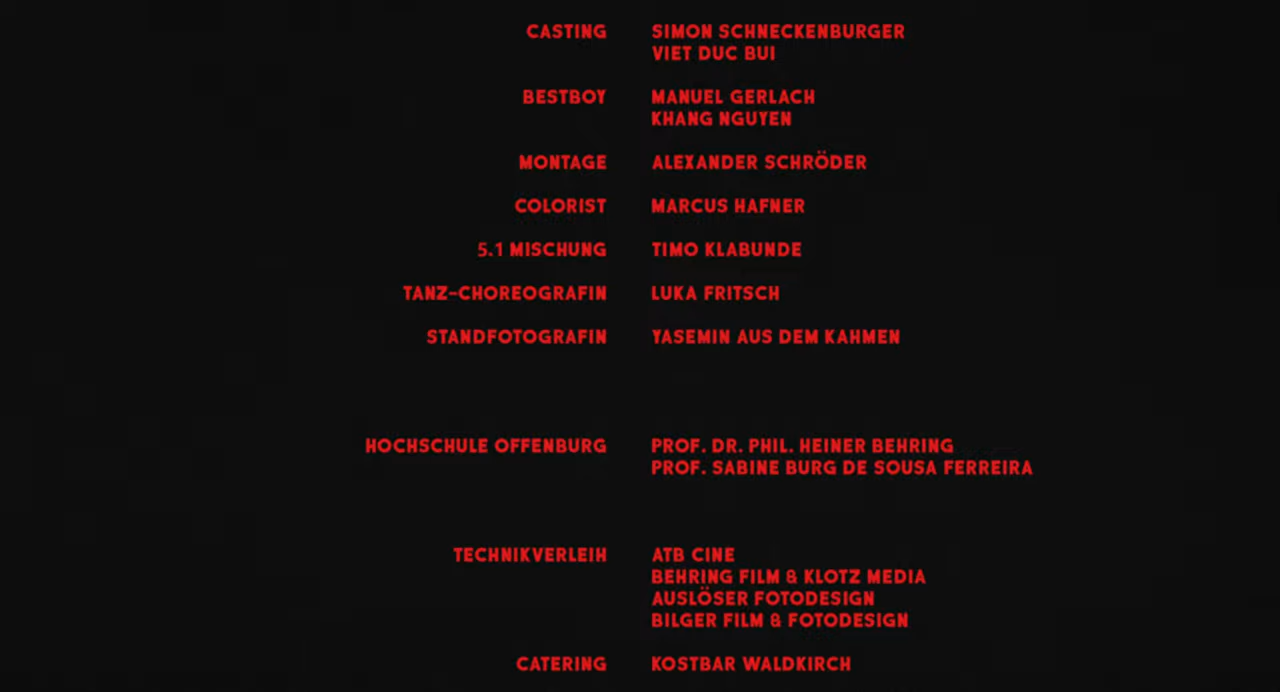 CASTING SIMON SCHNECKENBURGER
VIET DUC BUI
BESTBOY MANUEL GERLACH
KHANG NGUYEN
MONTAGE ALEXANDER SCHRÖDER
COLORIST MARCUS HAFNER
5.1 MISCHUNG TIMO KLABUNDE
TANZ-CHOREOGRAFIN LUKA FRITSCH
STANDFOTOGRAFIN YASEMIN AUS DEM KAHMEN
HOCHSCHULE OFFENBURG PROF. DR. PHIL. HEINER BEHRING
PROF. SABINE BURG DE SOUSA FERREIRA
TECHNIKVERLEIH ATB CINE
BEHRING FILM & KLOTZ MEDIA
AUSLÖSER FOTODESIGN
BILGER FILM & FOTODESIGN
CATERING KOSTBAR WALDKIRCH